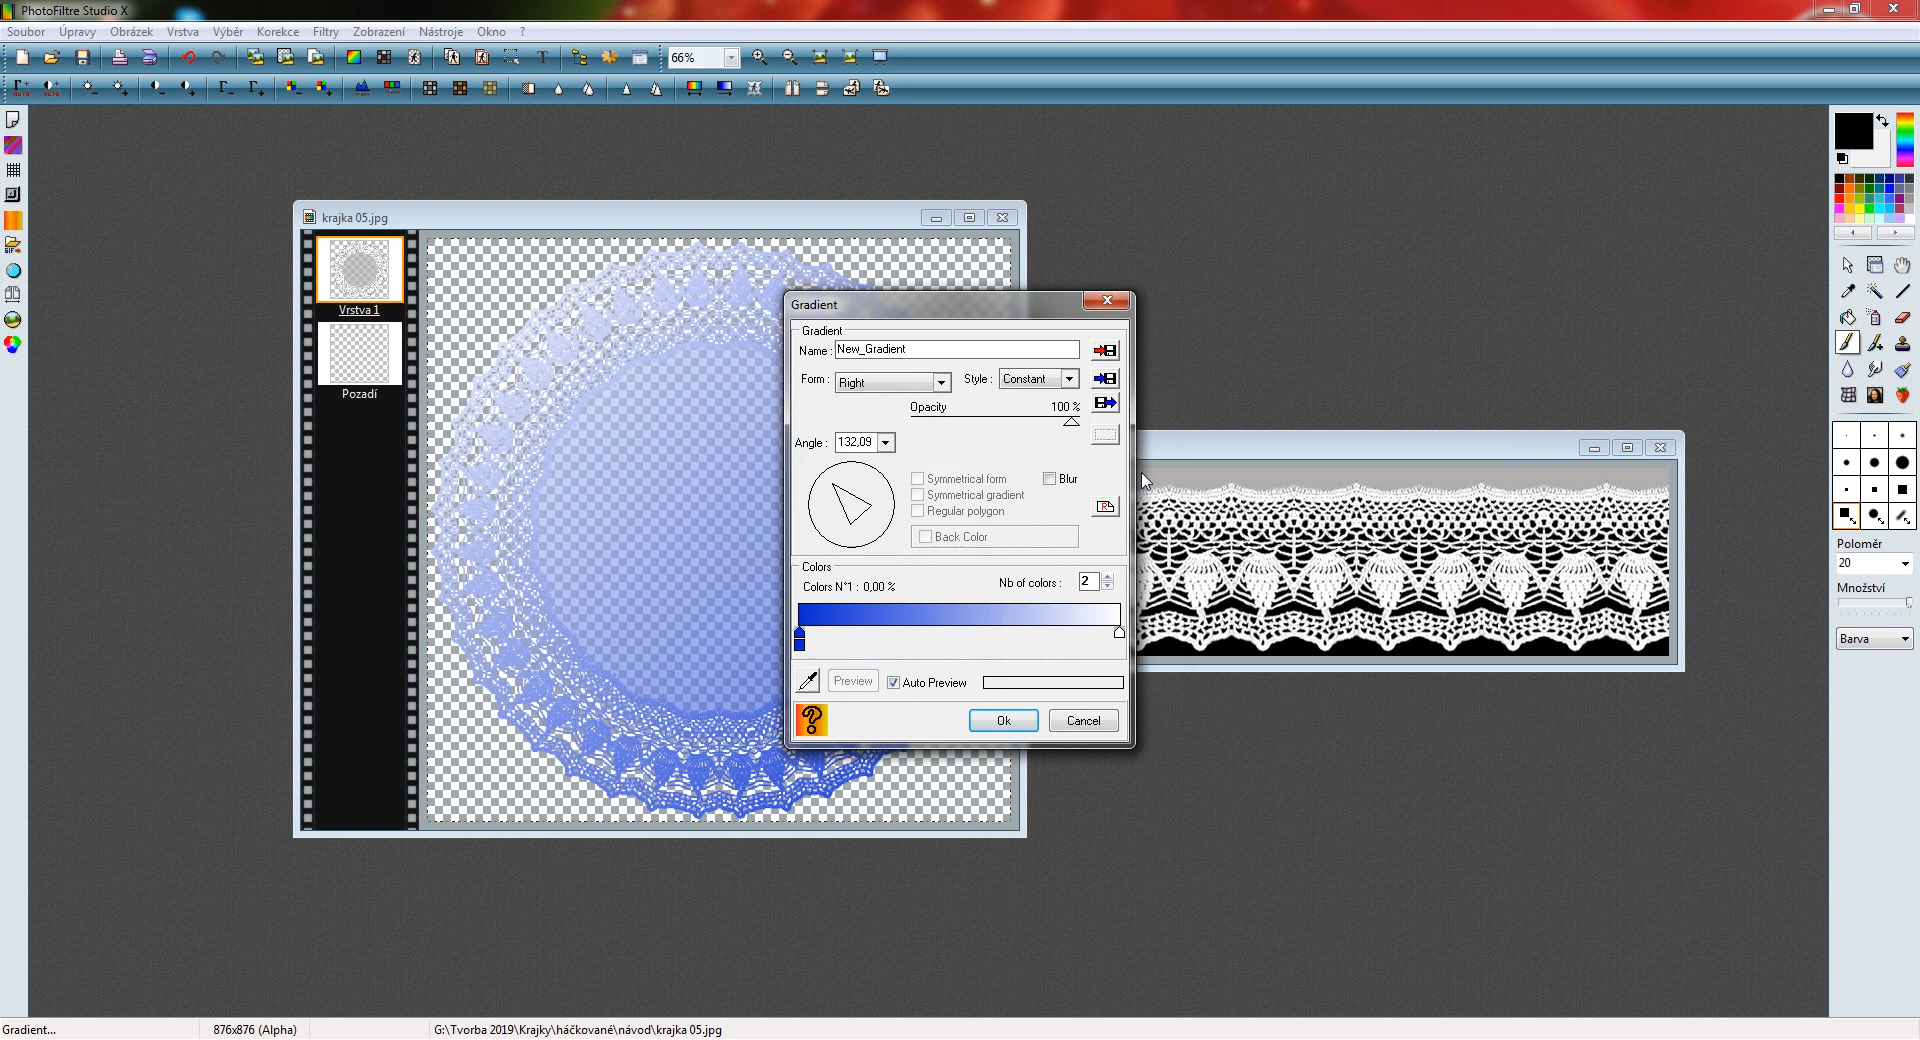 PhotoFiltre Studio X
Soubor Úpravy Obrázek Vrstva Výběr Korekce Filtry Zobrazení Nástroje Okno ?
66%
krajka 05.jpg
Vrstva 1
Pozadí
Gradient
Gradient
Name : New_Gradient
Form : Right Style : Constant
Opacity 100 %
Angle : 132,09
Symmetrical form Blur
Symmetrical gradient
Regular polygon
Back Color
Colors
Colors N°1 : 0,00 % Nb of colors : 2
Preview Auto Preview
Ok Cancel
Poloměr
20
Množství
Barva
Gradient... 876x876 (Alpha) G:\Tvorba 2019\Krajky\háčkované\návod\krajka 05.jpg